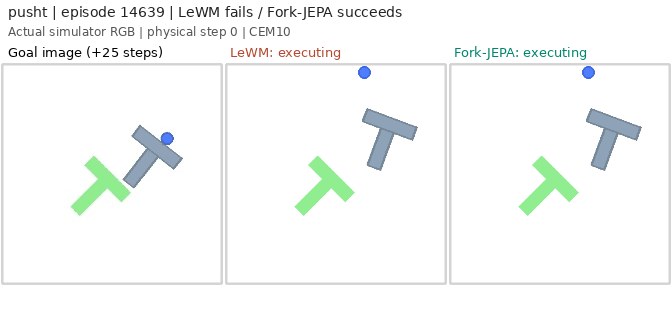 pusht | episode 14639 | LeWM fails / Fork-JEPA succeeds
Actual simulator RGB | physical step 0 | CEM10
Goal image (+25 steps)
LeWM: executing
Fork-JEPA: executing